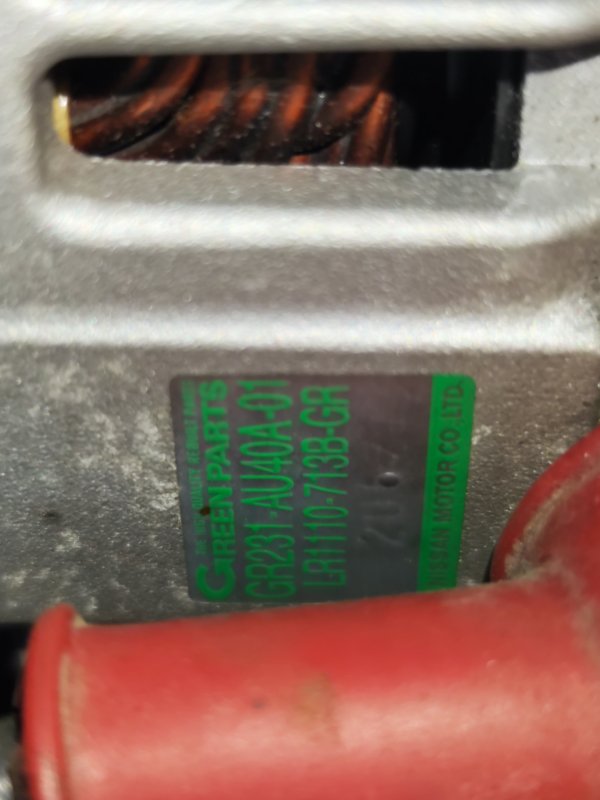 GREEN PARTS
GR231-AU40A-01
LR1110-713B-GR
NISSAN MOTOR CO.,LTD.